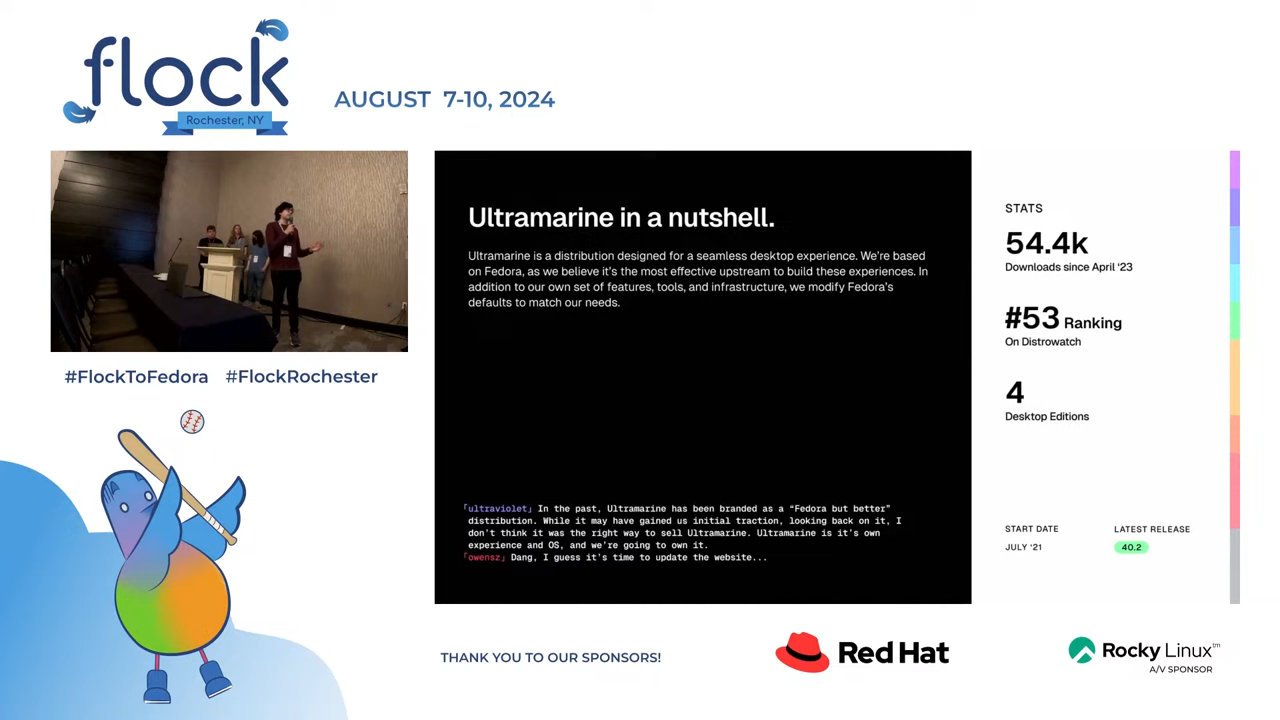 flock
Rochester, NY
AUGUST 7-10, 2024
#FlockToFedora #FlockRochester
Ultramarine in a nutshell.
Ultramarine is a distribution designed for a seamless desktop experience. We're based
on Fedora, as we believe it's the most effective upstream to build these experiences. In
addition to our own set of features, tools, and infrastructure, we modify Fedora's
defaults to match our needs.
「ultraviolet」 In the past, Ultramarine has been branded as a “Fedora but better”
distribution. While it may have gained us initial traction, looking back on it, I
don't think it was the right way to sell Ultramarine. Ultramarine is it's own
experience and OS, and we're going to own it.
「owensz」 Dang, I guess it's time to update the website...
STATS
54.4k
Downloads since April ‘23
#53 Ranking
On Distrowatch
4
Desktop Editions
START DATE
JULY ‘21
LATEST RELEASE
40.2
THANK YOU TO OUR SPONSORS!
Red Hat
Rocky Linux™
A/V SPONSOR